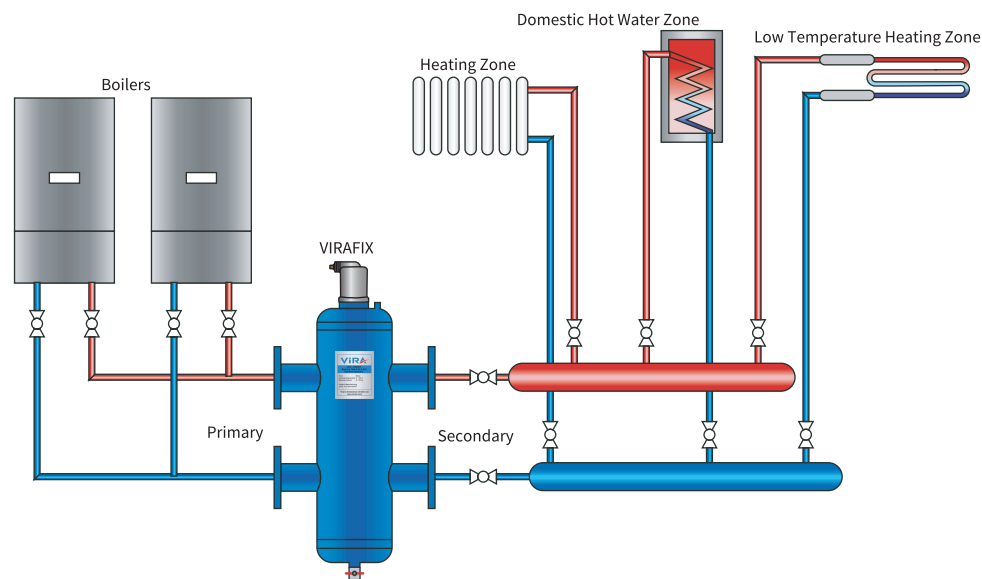 Domestic Hot Water Zone
Low Temperature Heating Zone
Heating Zone
Boilers
VIRAFIX
ViRA
Primary
Secondary